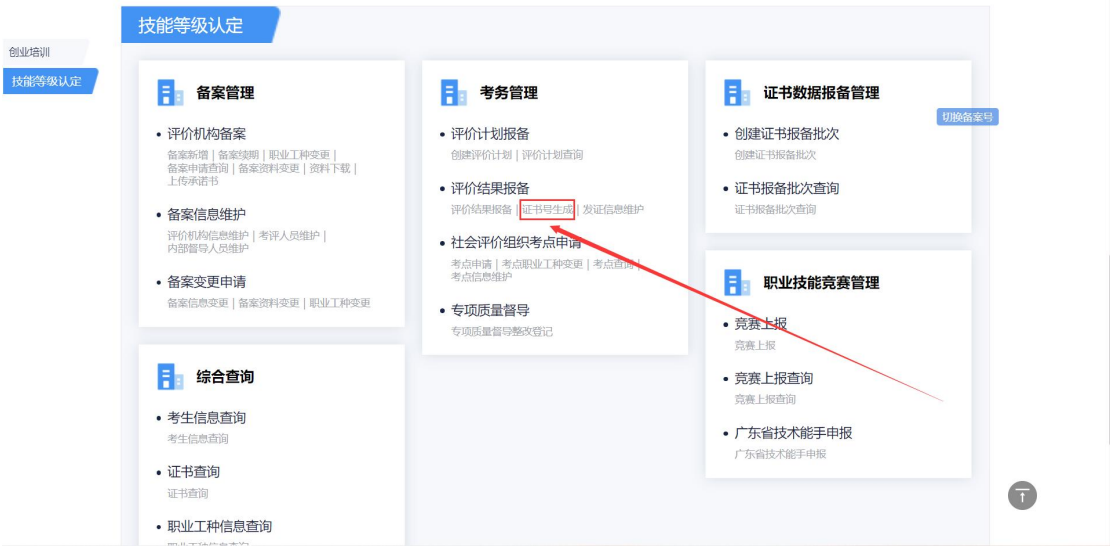 技能等级认定
创业培训
技能等级认定
备案管理
评价机构备案
备案新增 | 备案续期 | 职业工种变更 |
备案申请查询 | 备案资料变更 | 资料下载 |
上传承诺书
备案信息维护
评价机构信息维护 | 考评人员维护 |
内部督导人员维护
备案变更申请
备案信息变更 | 备案资料变更 | 职业工种变更
综合查询
考生信息查询
考生信息查询
证书查询
证书查询
职业工种信息查询
职业工种信息查询
考务管理
评价计划报备
创建评价计划 | 评价计划查询
评价结果报备
评价结果报备 | 证书号生成 | 发证信息维护
社会评价组织考点申请
考点申请 | 考点职业工种变更 | 考点查询 |
考点信息维护
专项质量督导
专项质量督导整改登记
证书数据报备管理
切换备案号
创建证书报备批次
创建证书报备批次
证书报备批次查询
证书报备批次查询
职业技能竞赛管理
竞赛上报
竞赛上报
竞赛上报查询
竞赛上报查询
广东省技术能手申报
广东省技术能手申报